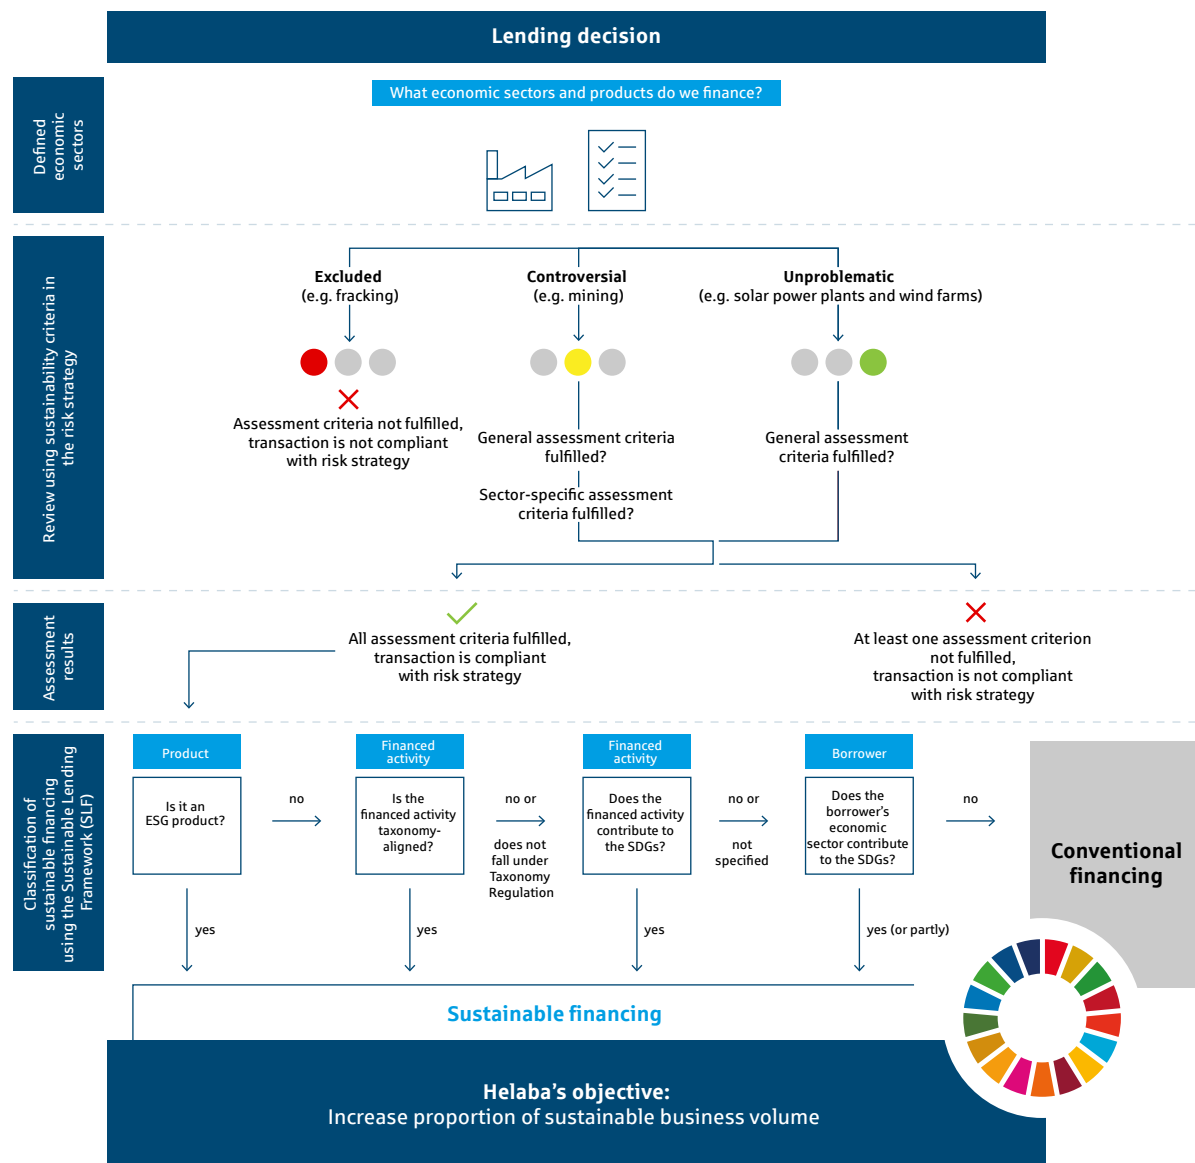 Lending decision
Defined
economic
sectors
What economic sectors and products do we finance?
Review using sustainability criteria in
the risk strategy
Excluded
(e.g. fracking)
Controversial
(e.g. mining)
Unproblematic
(e.g. solar power plants and wind farms)
Assessment criteria not fulfilled,
transaction is not compliant
with risk strategy
General assessment criteria
fulfilled?
Sector-specific assessment
criteria fulfilled?
General assessment
criteria fulfilled?
Assessment
results
All assessment criteria fulfilled,
transaction is compliant
with risk strategy
At least one assessment criterion
not fulfilled,
transaction is not compliant
with risk strategy
Classification of
sustainable financing
using the Sustainable Lending
Framework (SLF)
Product
Is it an
ESG product?
no
yes
Financed
activity
Is the
financed activity
taxonomy-
aligned?
no or
does not
fall under
Taxonomy
Regulation
yes
Financed
activity
Does the
financed activity
contribute to
the SDGs?
no or
not
specified
yes
Borrower
Does the
borrower's
economic
sector contribute
to the SDGs?
no
yes (or partly)
Conventional
financing
Sustainable financing
Helaba's objective:
Increase proportion of sustainable business volume